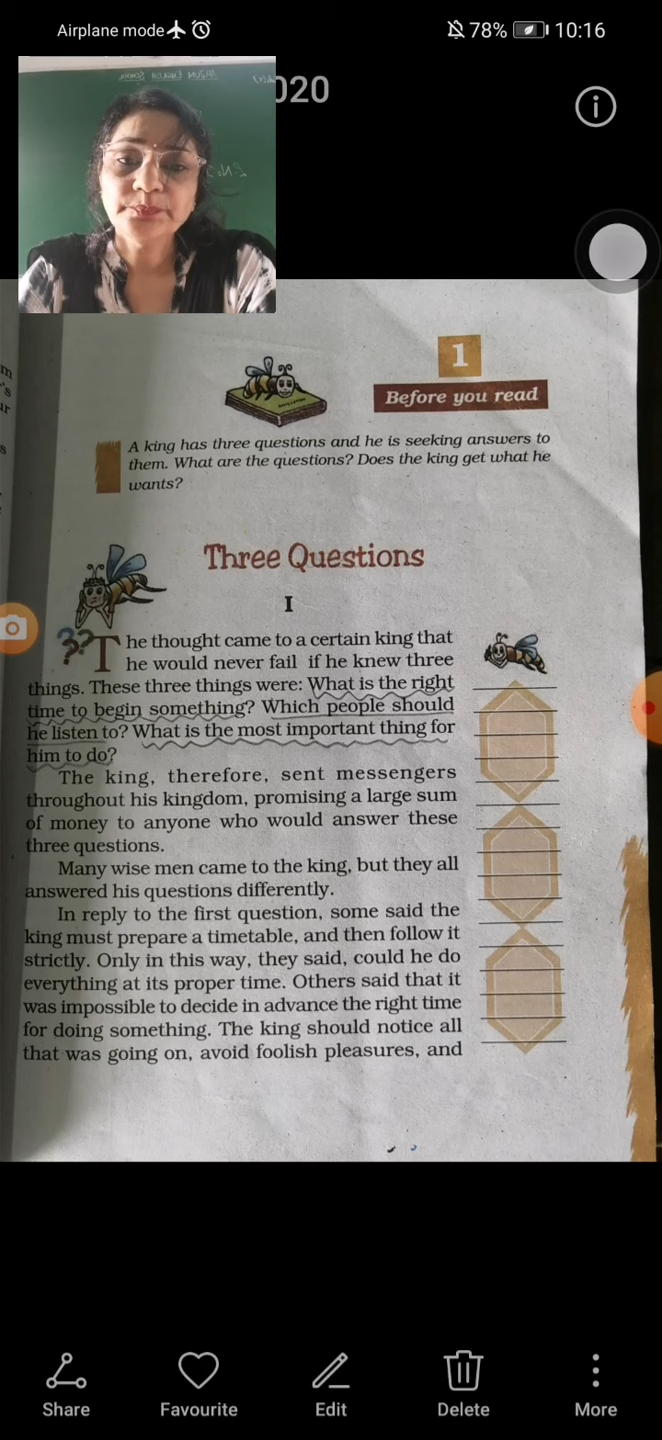 Airplane mode
78%
10:16
020
1
Before you read
A king has three questions and he is seeking answers to
them. What are the questions? Does the king get what he
wants?
Three Questions
I
?? The thought came to a certain king that
he would never fail if he knew three
things. These three things were: What is the right
time to begin something? Which people should
he listen to? What is the most important thing for
him to do?
The king, therefore, sent messengers
throughout his kingdom, promising a large sum
of money to anyone who would answer these
three questions.
Many wise men came to the king, but they all
answered his questions differently.
In reply to the first question, some said the
king must prepare a timetable, and then follow it
strictly. Only in this way, they said, could he do
everything at its proper time. Others said that it
was impossible to decide in advance the right time
for doing something. The king should notice all
that was going on, avoid foolish pleasures, and
Share
Favourite
Edit
Delete
More